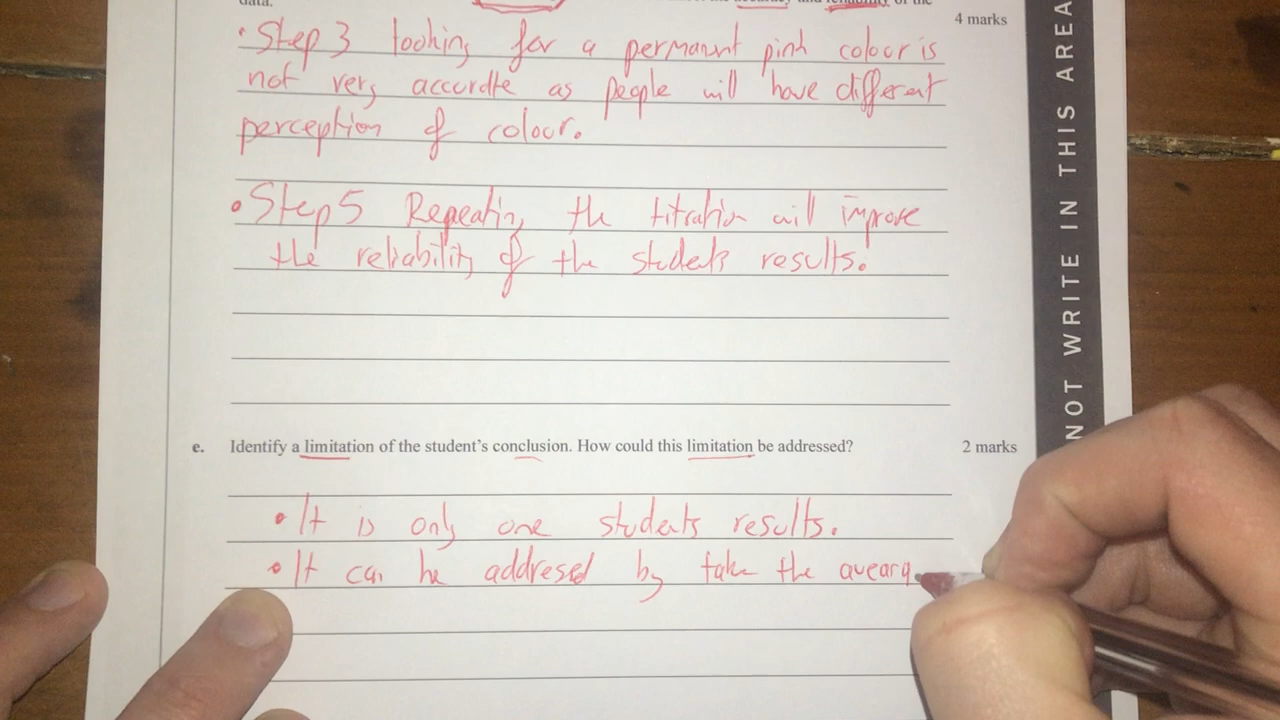 data.
4 marks
• Step 3 looking for a permanant pink colour is
not very accurate as people will have different
perception of colour.
• Step 5 Repeating the titration will improve
the reliability of the students results.
e. Identify a limitation of the student's conclusion. How could this limitation be addressed? 2 marks
• It is only one students results.
• It can be addresed by take the avearg
NOT WRITE IN THIS AREA